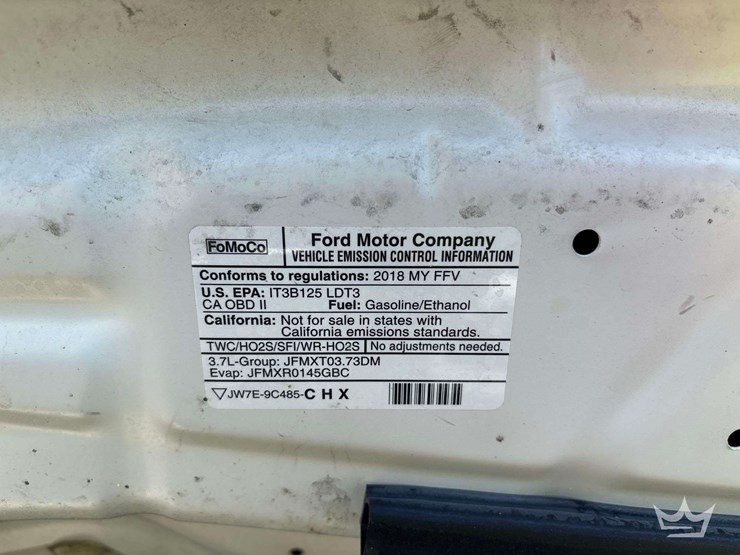 FoMoCo
Ford Motor Company
VEHICLE EMISSION CONTROL INFORMATION
Conforms to regulations: 2018 MY FFV
U.S. EPA: IT3B125 LDT3
CA OBD II Fuel: Gasoline/Ethanol
California: Not for sale in states with
California emissions standards.
TWC/HO2S/SFI/WR-HO2S No adjustments needed.
3.7L-Group: JFMXT03.73DM
Evap: JFMXR0145GBC
JW7E-9C485-C H X